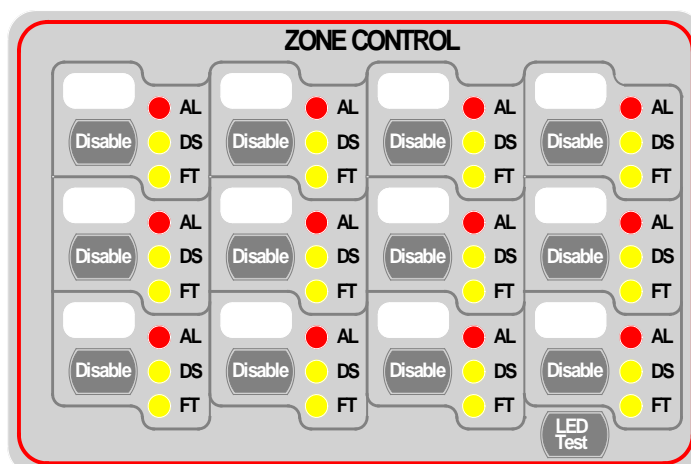 ZONE CONTROL
AL AL AL AL
Disable DS Disable DS Disable DS Disable DS
FT FT FT FT
AL AL AL AL
Disable DS Disable DS Disable DS Disable DS
FT FT FT FT
AL AL AL AL
Disable DS Disable DS Disable DS Disable DS
FT FT FT FT
LED
Test